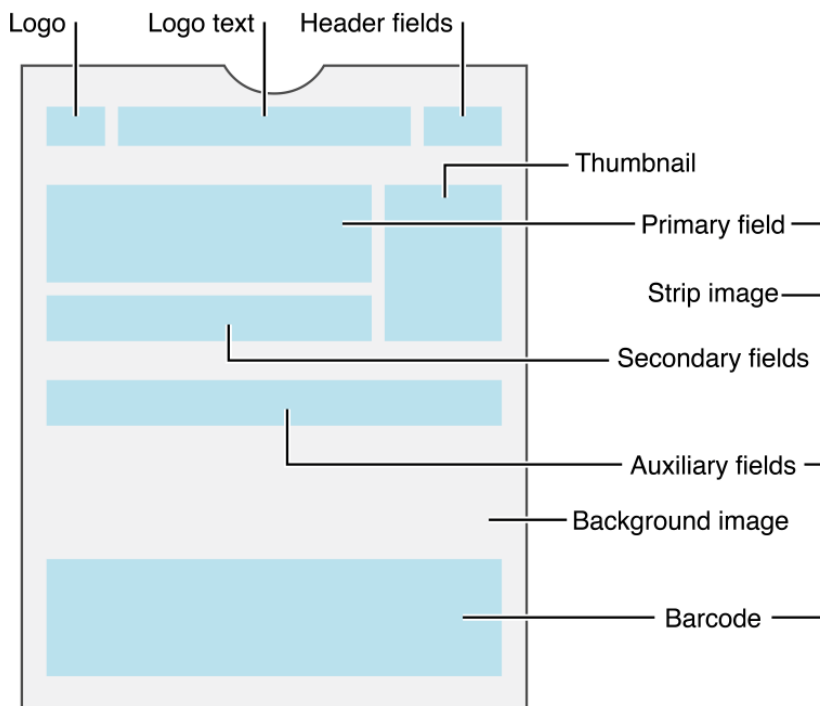 Logo
Logo text
Header fields
Thumbnail
Primary field
Strip image
Secondary fields
Auxiliary fields
Background image
Barcode